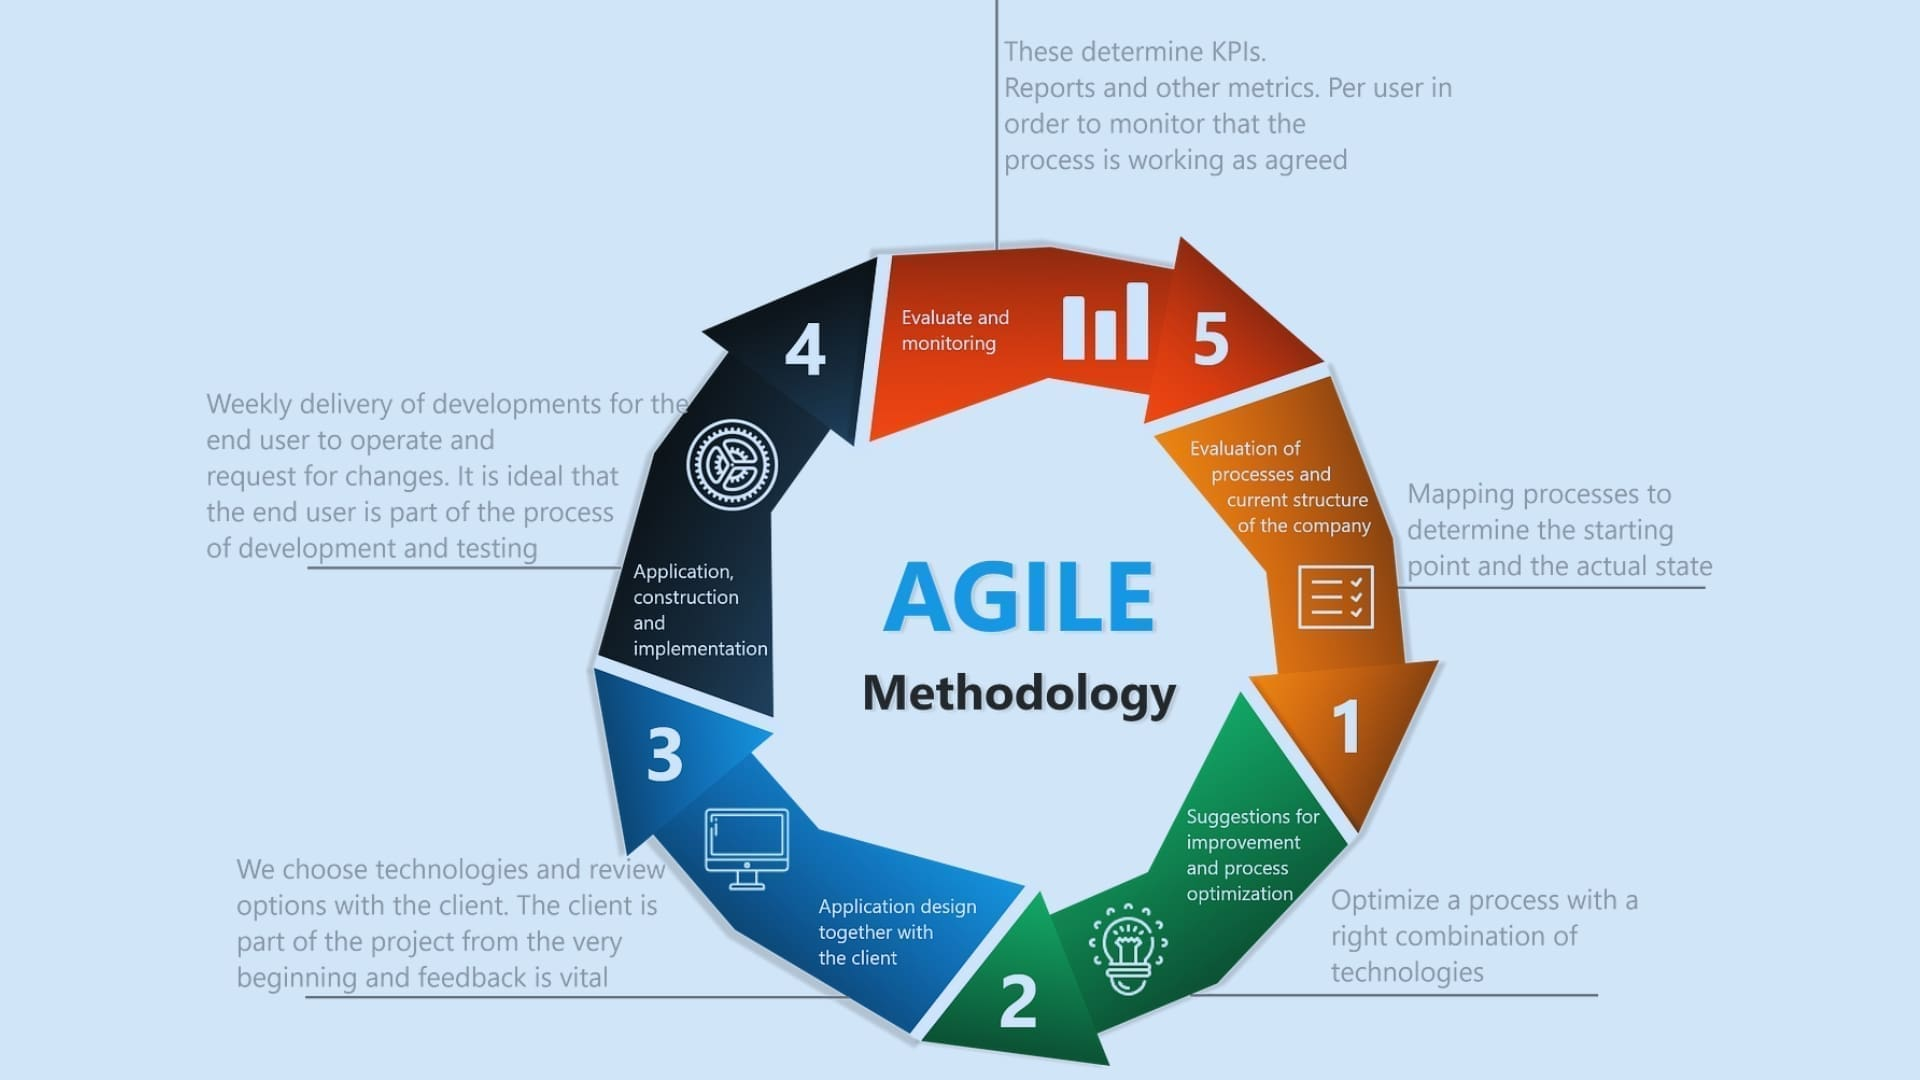 These determine KPIs.
Reports and other metrics. Per user in
order to monitor that the
process is working as agreed
5
Evaluate and
monitoring
4
Weekly delivery of developments for the
end user to operate and
request for changes. It is ideal that
the end user is part of the process
of development and testing
Application,
construction
and
implementation
Evaluation of
processes and
current structure
of the company
Mapping processes to
determine the starting
point and the actual state
1
AGILE
Methodology
3
We choose technologies and review
options with the client. The client is
part of the project from the very
beginning and feedback is vital
Application design
together with
the client
2
Suggestions for
improvement
and process
optimization
Optimize a process with a
right combination of
technologies